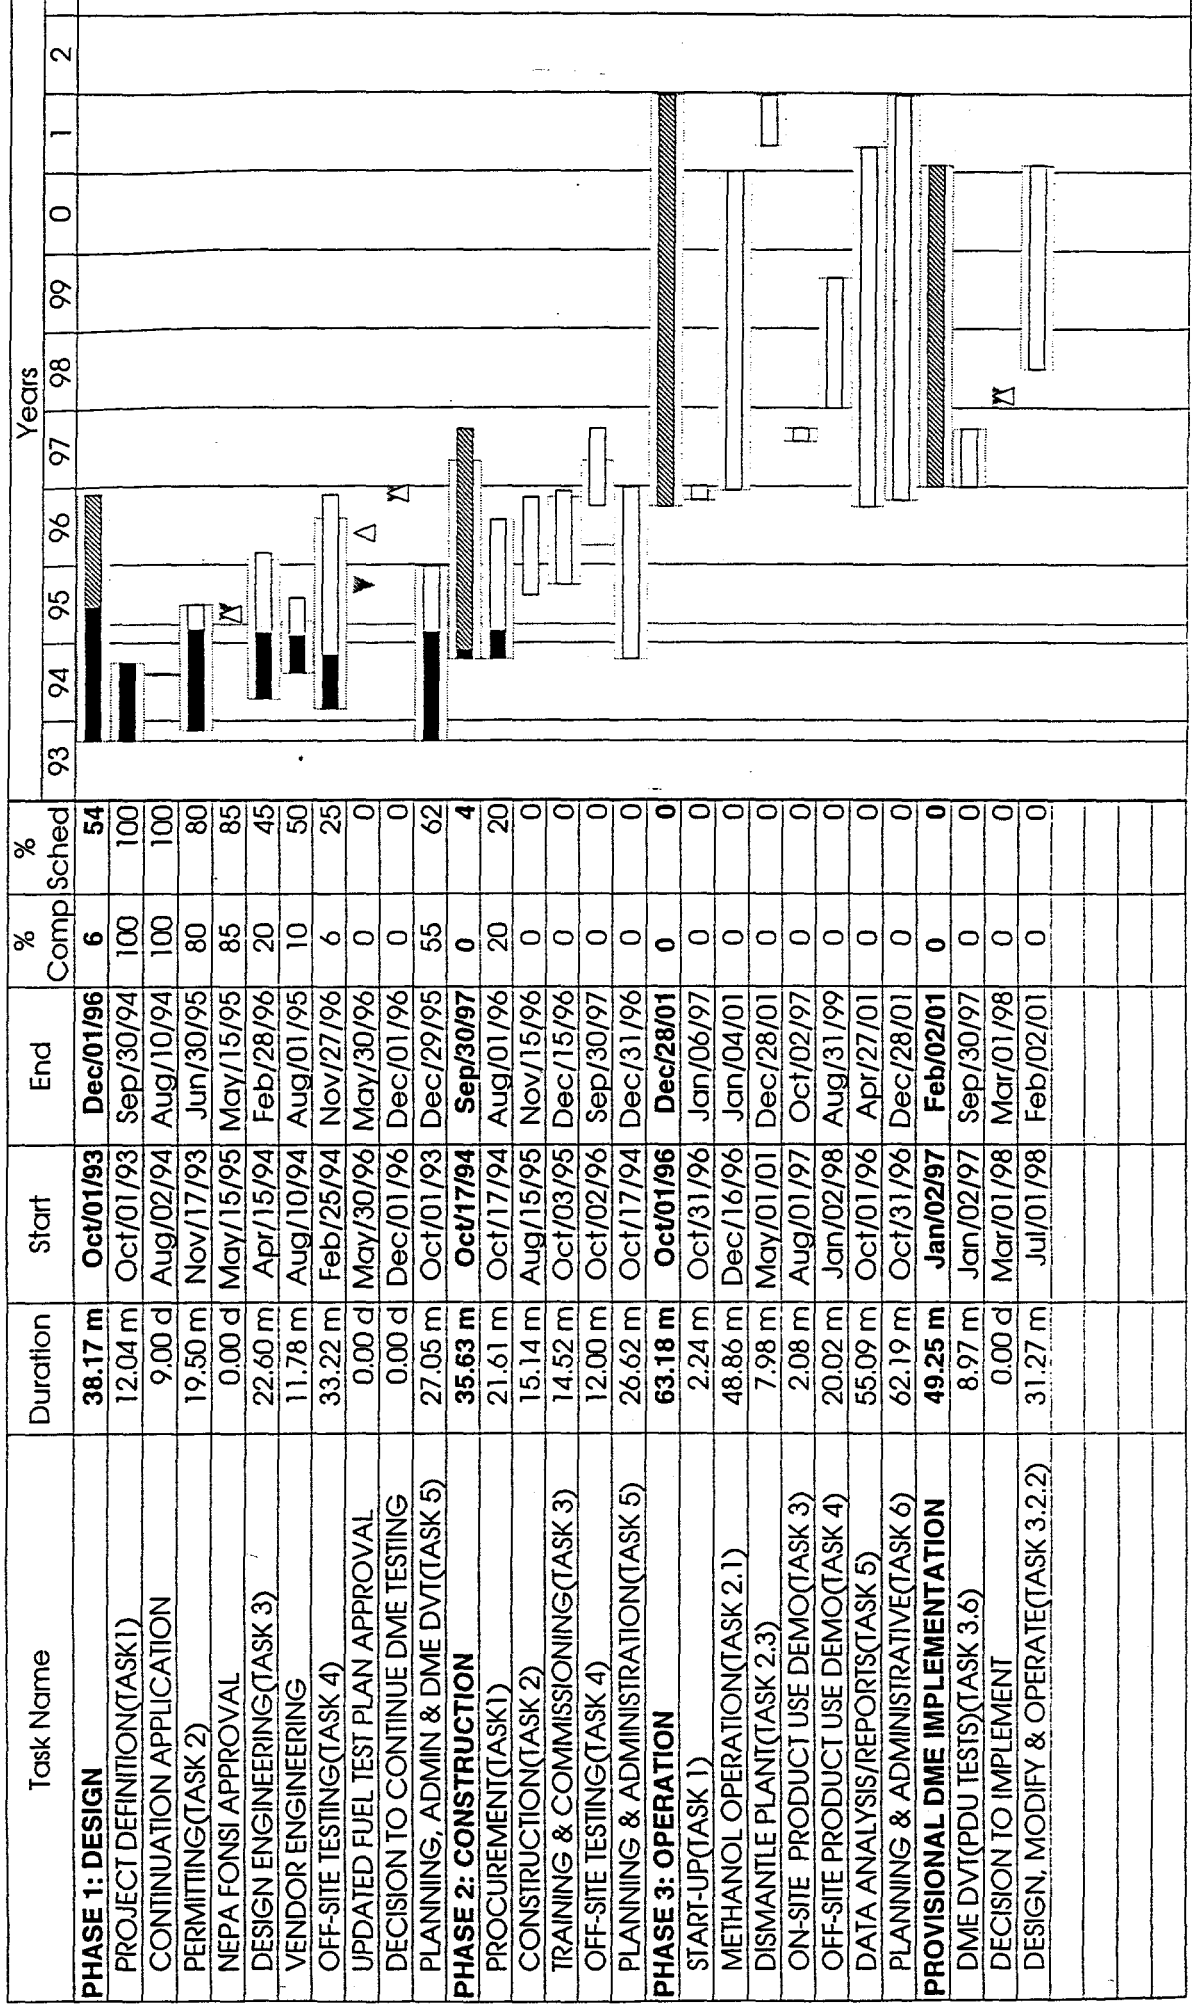 Task Name Duration Start End % Comp % Sched Years
93 94 95 96 97 98 99 0 1 2
PHASE 1: DESIGN 38.17 m Oct/01/93 Dec/01/96 6 54
PROJECT DEFINITION(TASK1) 12.04 m Oct/01/93 Sep/30/94 100 100
CONTINUATION APPLICATION 9.00 d Aug/02/94 Aug/10/94 100 100
PERMITTING(TASK 2) 19.50 m Nov/17/93 Jun/30/95 80 80
NEPA FONSI APPROVAL 0.00 d May/15/95 May/15/95 85 85
DESIGN ENGINEERING(TASK 3) 22.60 m Apr/15/94 Feb/28/96 20 45
VENDOR ENGINEERING 11.78 m Aug/10/94 Aug/01/95 10 50
OFF-SITE TESTING(TASK 4) 33.22 m Feb/25/94 Nov/27/96 6 25
UPDATED FUEL TEST PLAN APPROVAL 0.00 d May/30/96 May/30/96 0 0
DECISION TO CONTINUE DME TESTING 0.00 d Dec/01/96 Dec/01/96 0 0
PLANNING, ADMIN & DME DVT(TASK 5) 27.05 m Oct/01/93 Dec/29/95 55 62
PHASE 2: CONSTRUCTION 35.63 m Oct/17/94 Sep/30/97 0 4
PROCUREMENT(TASK1) 21.61 m Oct/17/94 Aug/01/96 20 20
CONSTRUCTION(TASK 2) 15.14 m Aug/15/95 Nov/15/96 0 0
TRAINING & COMMISSIONING(TASK 3) 14.52 m Oct/03/95 Dec/15/96 0 0
OFF-SITE TESTING(TASK 4) 12.00 m Oct/02/96 Sep/30/97 0 0
PLANNING & ADMINISTRATION(TASK 5) 26.62 m Oct/17/94 Dec/31/96 0 0
PHASE 3: OPERATION 63.18 m Oct/01/96 Dec/28/01 0 0
START-UP(TASK 1) 2.24 m Oct/31/96 Jan/06/97 0 0
METHANOL OPERATION(TASK 2.1) 48.86 m Dec/16/96 Jan/04/01 0 0
DISMANTLE PLANT(TASK 2.3) 7.98 m May/01/01 Dec/28/01 0 0
ON-SITE PRODUCT USE DEMO(TASK 3) 2.08 m Aug/01/97 Oct/02/97 0 0
OFF-SITE PRODUCT USE DEMO(TASK 4) 20.02 m Jan/02/98 Aug/31/99 0 0
DATA ANALYSIS/REPORTS(TASK 5) 55.09 m Oct/01/96 Apr/27/01 0 0
PLANNING & ADMINISTRATIVE(TASK 6) 62.19 m Oct/31/96 Dec/28/01 0 0
PROVISIONAL DME IMPLEMENTATION 49.25 m Jan/02/97 Feb/02/01 0 0
DME DVT(PDU TESTS)(TASK 3.6) 8.97 m Jan/02/97 Sep/30/97 0 0
DECISION TO IMPLEMENT 0.00 d Mar/01/98 Mar/01/98 0 0
DESIGN, MODIFY & OPERATE(TASK 3.2.2) 31.27 m Jul/01/98 Feb/02/01 0 0